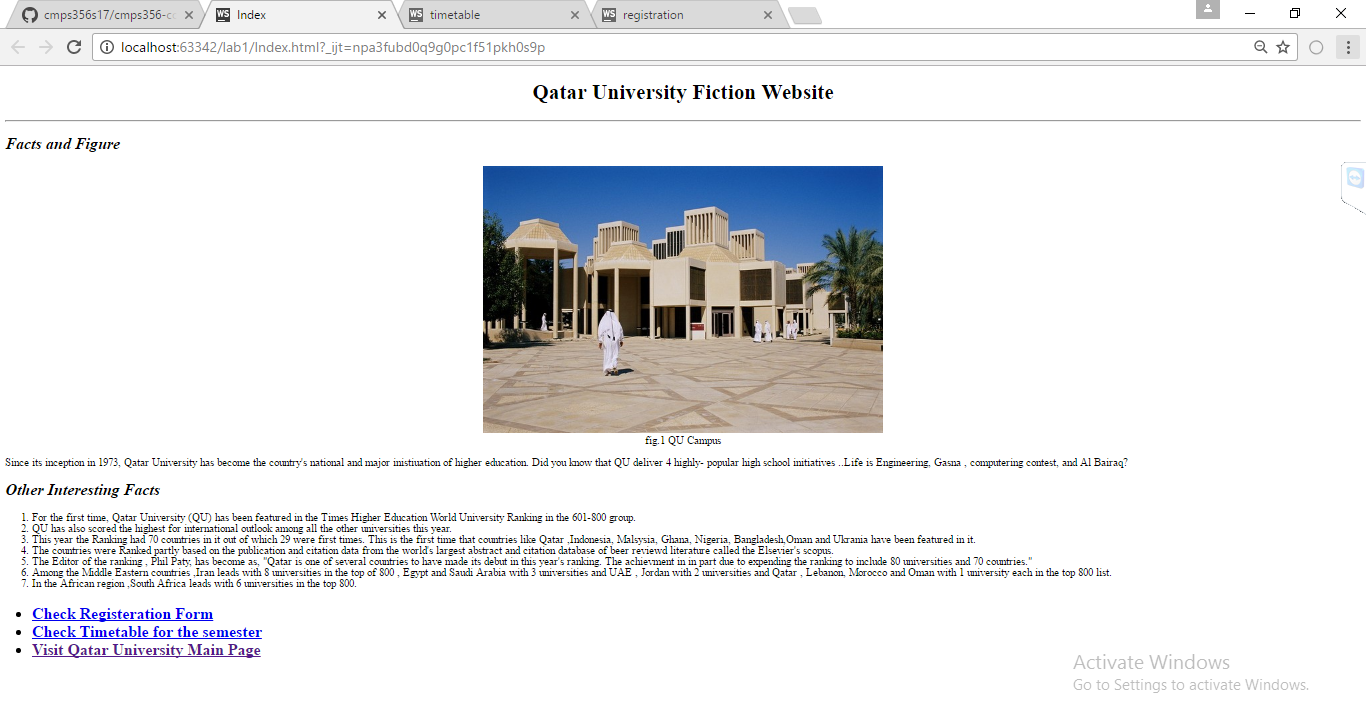 cmps356s17/cmps356-co
WS Index
WS timetable
WS registration
localhost:63342/lab1/Index.html?_ijt=npa3fubd0q9g0pc1f51pkh0s9p
Qatar University Fiction Website
Facts and Figure
fig.1 QU Campus
Since its inception in 1973, Qatar University has become the country's national and major inistiuation of higher education. Did you know that QU deliver 4 highly- popular high school initiatives ..Life is Engineering, Gasna , computering contest, and Al Bairaq?
Other Interesting Facts
1. For the first time, Qatar University (QU) has been featured in the Times Higher Education World University Ranking in the 601-800 group.
2. QU has also scored the highest for international outlook among all the other universities this year.
3. This year the Ranking had 70 countries in it out of which 29 were first times. This is the first time that countries like Qatar ,Indonesia, Malsysia, Ghana, Nigeria, Bangladesh,Oman and Ukrania have been featured in it.
4. The countries were Ranked partly based on the publication and citation data from the world's largest abstract and citation database of beer reviewd literature called the Elsevier's scopus.
5. The Editor of the ranking , Phil Paty, has become as, "Qatar is one of several countries to have made its debut in this year's ranking. The achievment in in part due to expending the ranking to include 80 universities and 70 countries."
6. Among the Middle Eastern countries ,Iran leads with 8 universities in the top of 800 , Egypt and Saudi Arabia with 3 universities and UAE , Jordan with 2 universities and Qatar , Lebanon, Morocco and Oman with 1 university each in the top 800 list.
7. In the African region ,South Africa leads with 6 universities in the top 800.
• Check Registeration Form
• Check Timetable for the semester
• Visit Qatar University Main Page
Activate Windows
Go to Settings to activate Windows.